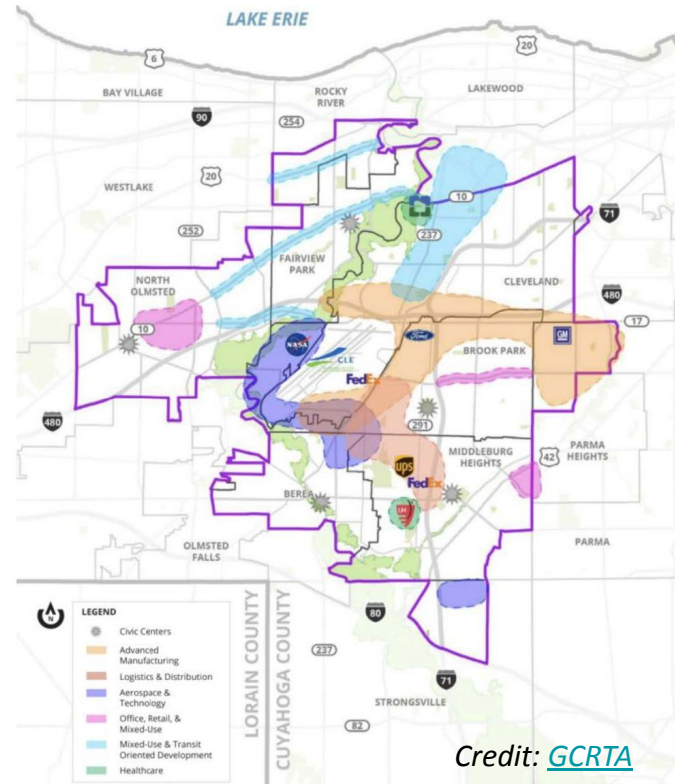 LAKE ERIE
6
20
BAY VILLAGE
ROCKY
RIVER
LAKEWOOD
90
254
20
WESTLAKE
10
71
252
237
FAIRVIEW
PARK
NORTH
OLMSTED
CLEVELAND
480
10
NASA
CLE
Ford
GM
17
BROOK PARK
FedEx
480
291
MIDDLEBURG
HEIGHTS
42
PARMA
HEIGHTS
ups
FedEx
BEREA
UH
OLMSTED
FALLS
PARMA
N
LEGEND
Civic Centers
Advanced
Manufacturing
Logistics & Distribution
Aerospace &
Technology
Office, Retail, &
Mixed-Use
Mixed-Use & Transit
Oriented Development
Healthcare
LORAIN COUNTY
CUYAHOGA COUNTY
80
237
71
STRONGSVILLE
82
Credit: GCRTA